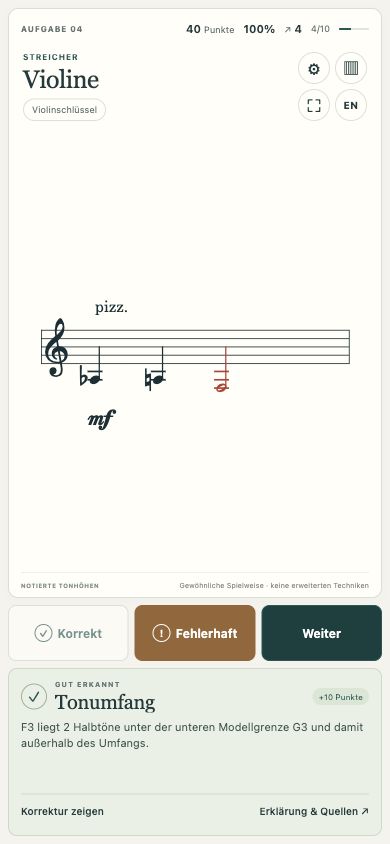 AUFGABE 04
40 Punkte 100% ↗ 4 4/10
STREICHER
Violine
Violinschlüssel
EN
pizz.
mf
NOTIERTE TONHÖHEN
Gewöhnliche Spielweise · keine erweiterten Techniken
Korrekt
! Fehlerhaft
Weiter
GUT ERKANNT
Tonumfang
+10 Punkte
F3 liegt 2 Halbtöne unter der unteren Modellgrenze G3 und damit
außerhalb des Umfangs.
Korrektur zeigen
Erklärung & Quellen ↗